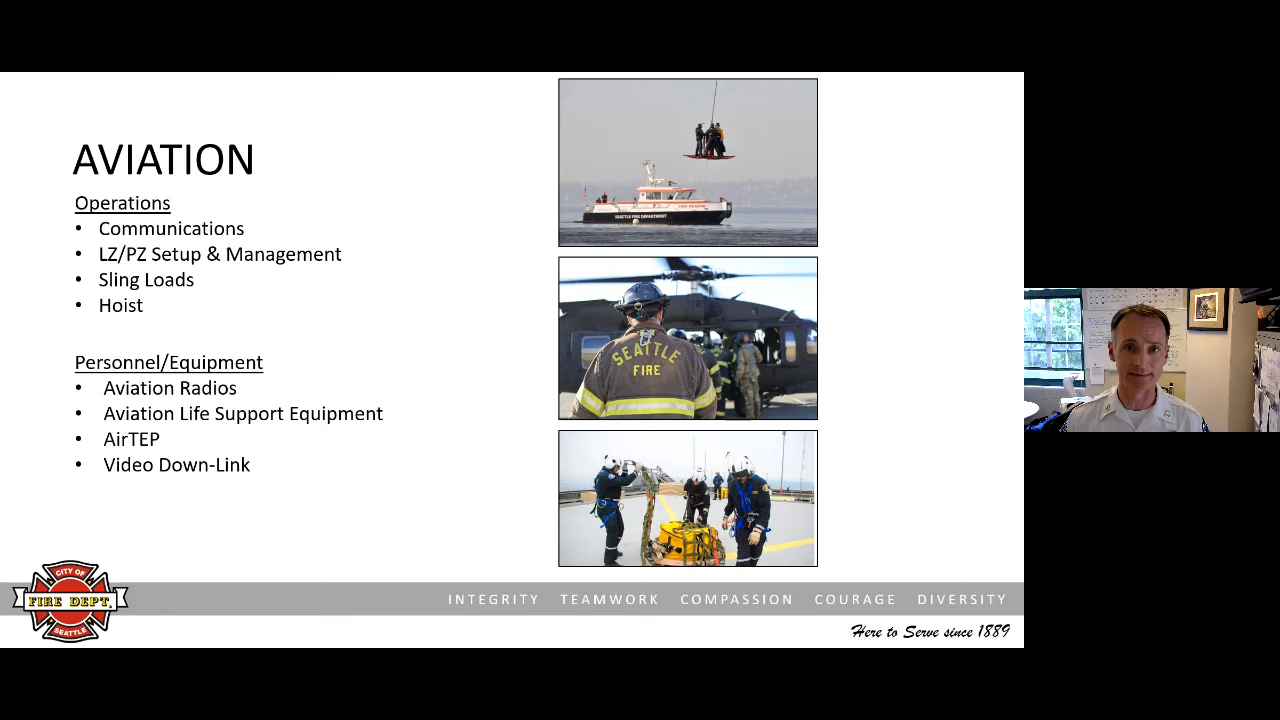 AVIATION
Operations
• Communications
• LZ/PZ Setup & Management
• Sling Loads
• Hoist
Personnel/Equipment
• Aviation Radios
• Aviation Life Support Equipment
• AirTEP
• Video Down-Link
FIRE RESCUE
SEATTLE FIRE DEPARTMENT
SEATTLE
FIRE
CITY OF
FIRE DEPT.
SEATTLE
INTEGRITY TEAMWORK COMPASSION COURAGE DIVERSITY
Here to Serve since 1889